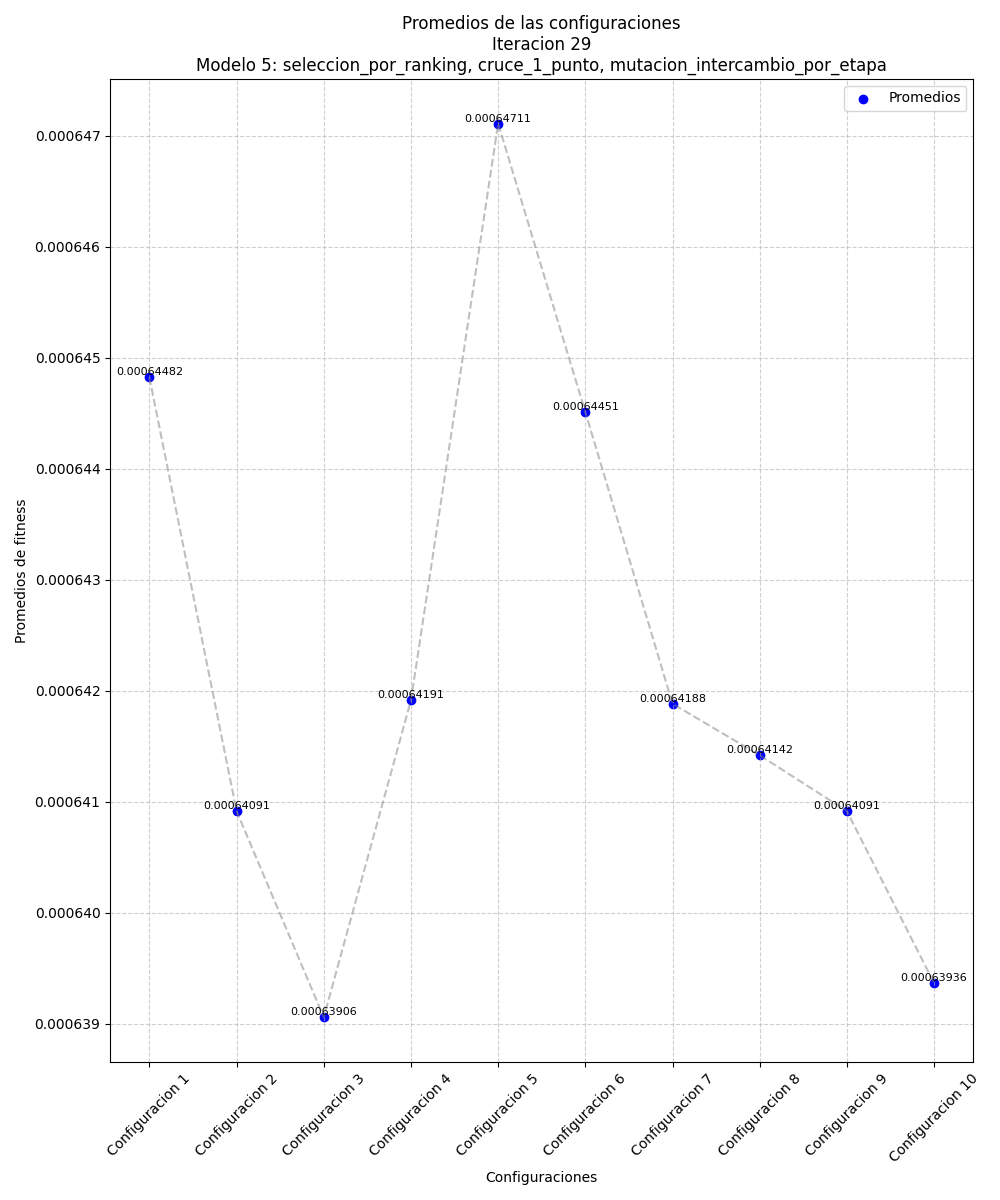 Promedios de las configuraciones
Iteracion 29
Modelo 5: seleccion_por_ranking, cruce_1_punto, mutacion_intercambio_por_etapa
Promedios
0.000647
0.000646
0.000645
0.000644
0.000643
0.000642
0.000641
0.000640
0.000639
Promedios de fitness
0.00064482
0.00064091
0.00063906
0.00064191
0.00064711
0.00064451
0.00064188
0.00064142
0.00064091
0.00063936
Configuracion 1
Configuracion 2
Configuracion 3
Configuracion 4
Configuracion 5
Configuracion 6
Configuracion 7
Configuracion 8
Configuracion 9
Configuracion 10
Configuraciones